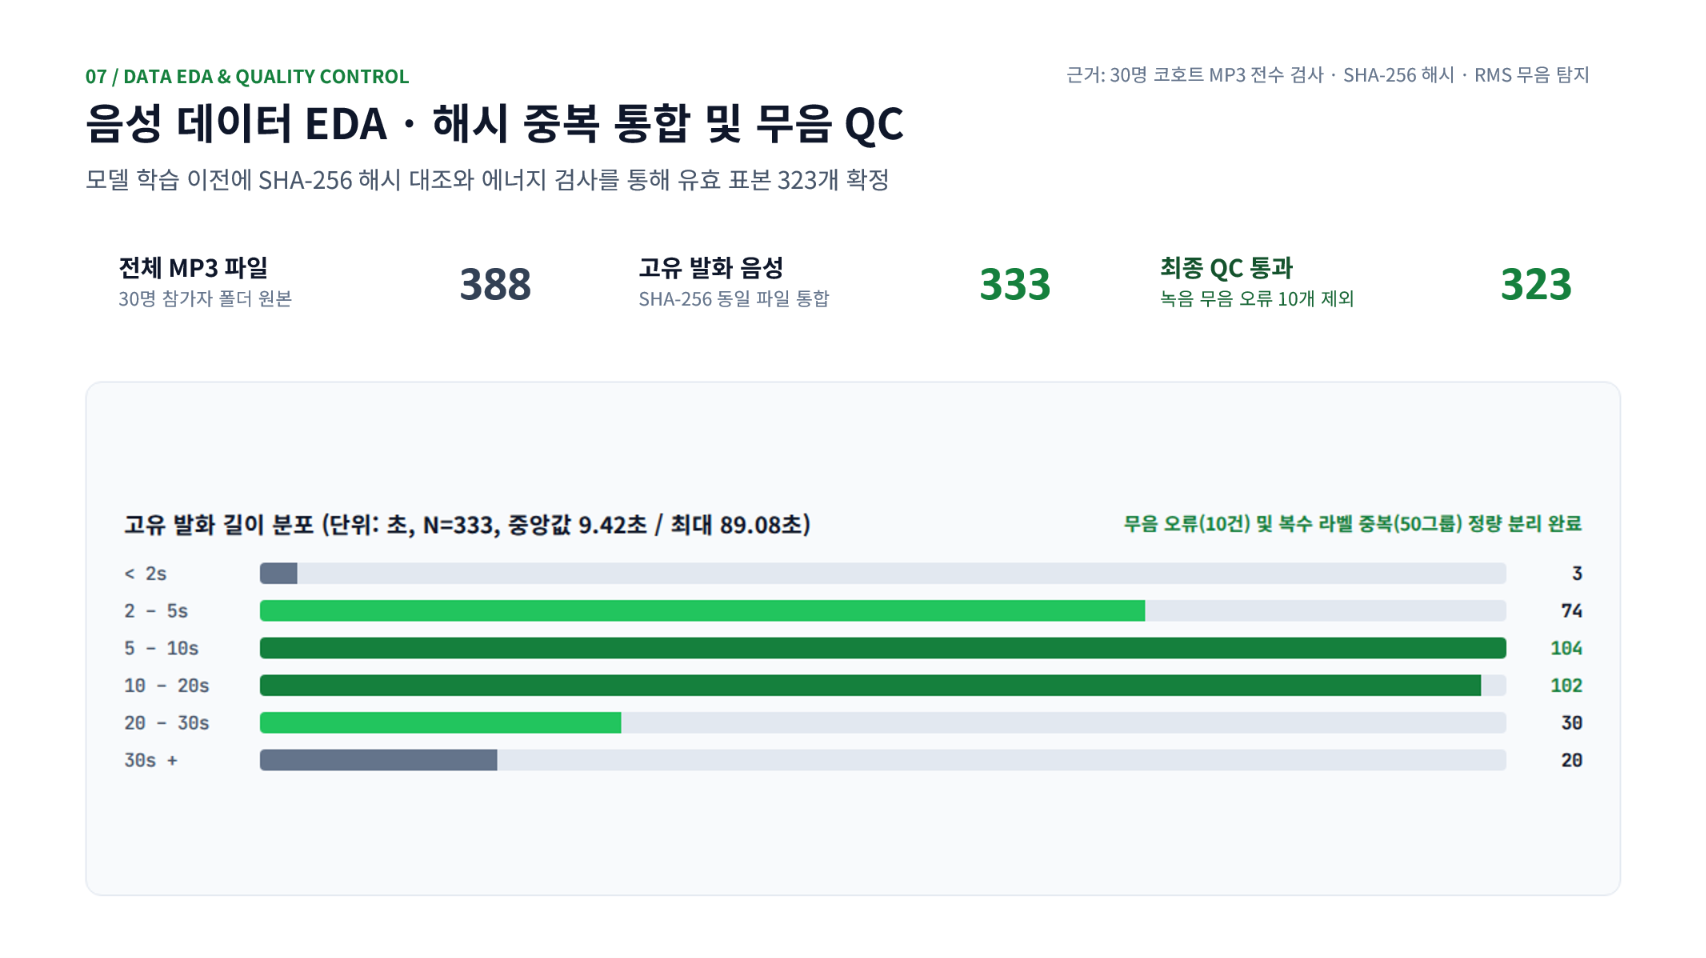 07 / DATA EDA & QUALITY CONTROL
근거: 30명 코호트 MP3 전수 검사 · SHA-256 해시 · RMS 무음 탐지
음성 데이터 EDA · 해시 중복 통합 및 무음 QC
모델 학습 이전에 SHA-256 해시 대조와 에너지 검사를 통해 유효 표본 323개 확정
전체 MP3 파일
30명 참가자 폴더 원본
388
고유 발화 음성
SHA-256 동일 파일 통합
333
최종 QC 통과
녹음 무음 오류 10개 제외
323
고유 발화 길이 분포 (단위: 초, N=333, 중앙값 9.42초 / 최대 89.08초)
무음 오류(10건) 및 복수 라벨 중복(50그룹) 정량 분리 완료
< 2s 3
2 - 5s 74
5 - 10s 104
10 - 20s 102
20 - 30s 30
30s + 20